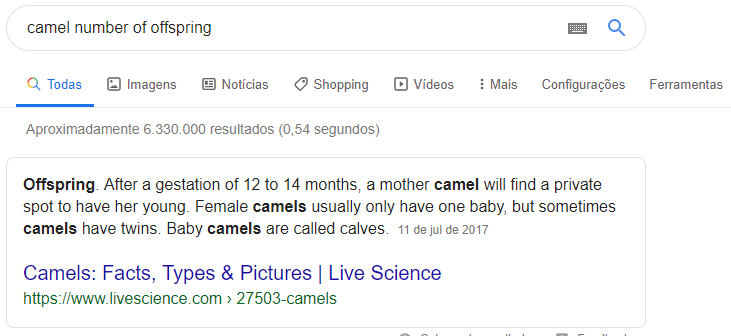 camel number of offspring
Todas Imagens Notícias Shopping Vídeos Mais Configurações Ferramentas
Aproximadamente 6.330.000 resultados (0,54 segundos)
Offspring. After a gestation of 12 to 14 months, a mother camel will find a private
spot to have her young. Female camels usually only have one baby, but sometimes
camels have twins. Baby camels are called calves. 11 de jul de 2017
Camels: Facts, Types & Pictures | Live Science
https://www.livescience.com › 27503-camels